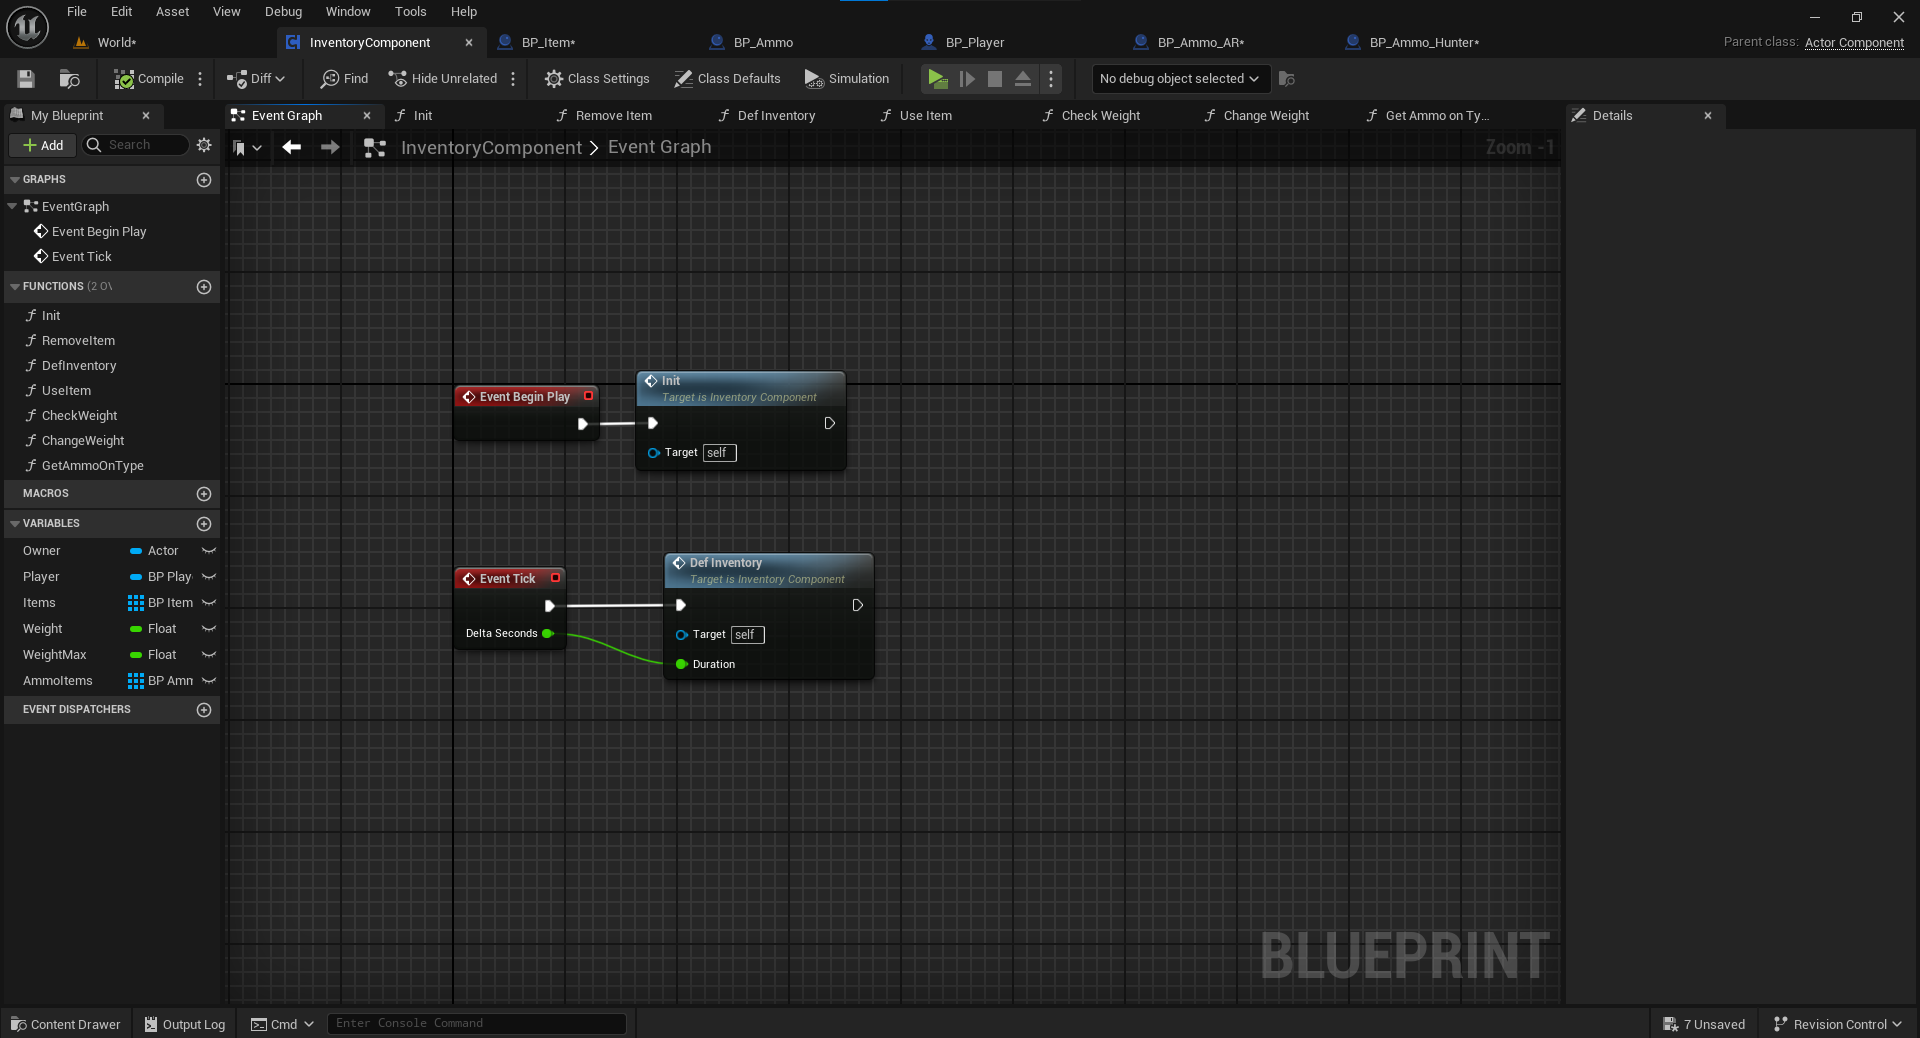 File Edit Asset View Debug Window Tools Help
World* InventoryComponent BP_Item* BP_Ammo BP_Player BP_Ammo_AR* BP_Ammo_Hunter* Parent class: Actor Component
Compile Diff Find Hide Unrelated Class Settings Class Defaults Simulation No debug object selected
My Blueprint Event Graph Init Remove Item Def Inventory Use Item Check Weight Change Weight Get Ammo on Ty... Details
Add Search InventoryComponent > Event Graph Zoom -1
GRAPHS
EventGraph
Event Begin Play
Event Tick
FUNCTIONS (2 O\
Init
RemoveItem
DefInventory
UseItem
CheckWeight
ChangeWeight
GetAmmoOnType
MACROS
VARIABLES
Owner Actor
Player BP Play
Items BP Item
Weight Float
WeightMax Float
AmmoItems BP Amm
EVENT DISPATCHERS
Event Begin Play
Init
Target is Inventory Component
Target self
Event Tick
Delta Seconds
Def Inventory
Target is Inventory Component
Target self
Duration
BLUEPRINT
Content Drawer Output Log Cmd Enter Console Command 7 Unsaved Revision Control